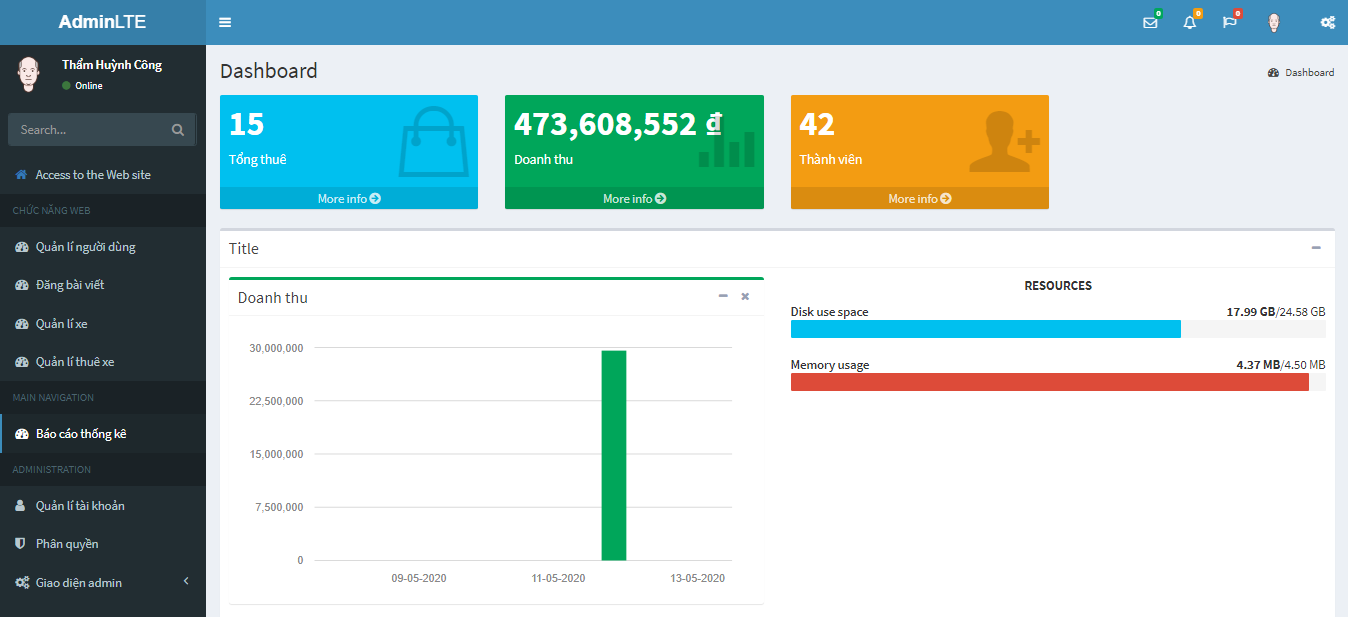 AdminLTE
0
0
0
Thẩm Huỳnh Công
Online
Search...
Access to the Web site
CHỨC NĂNG WEB
Quản lí người dùng
Đăng bài viết
Quản lí xe
Quản lí thuê xe
MAIN NAVIGATION
Báo cáo thống kê
ADMINISTRATION
Quản lí tài khoản
Phân quyền
Giao diện admin
Dashboard
Dashboard
15
Tổng thuê
More info
473,608,552 ₫
Doanh thu
More info
42
Thành viên
More info
Title
Doanh thu
30,000,000
22,500,000
15,000,000
7,500,000
0
09-05-2020 11-05-2020 13-05-2020
RESOURCES
Disk use space 17.99 GB/24.58 GB
Memory usage 4.37 MB/4.50 MB